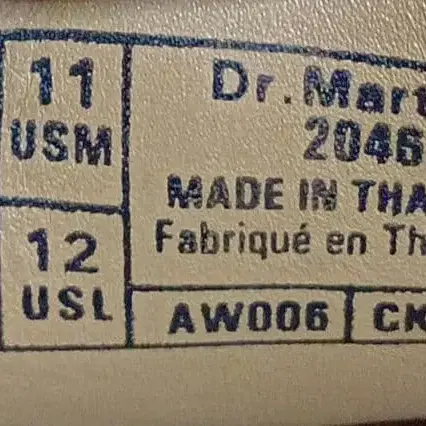 11
USM
12
USL
Dr. Mart
2046
MADE IN THA
Fabriqué en Th
AW006
CK